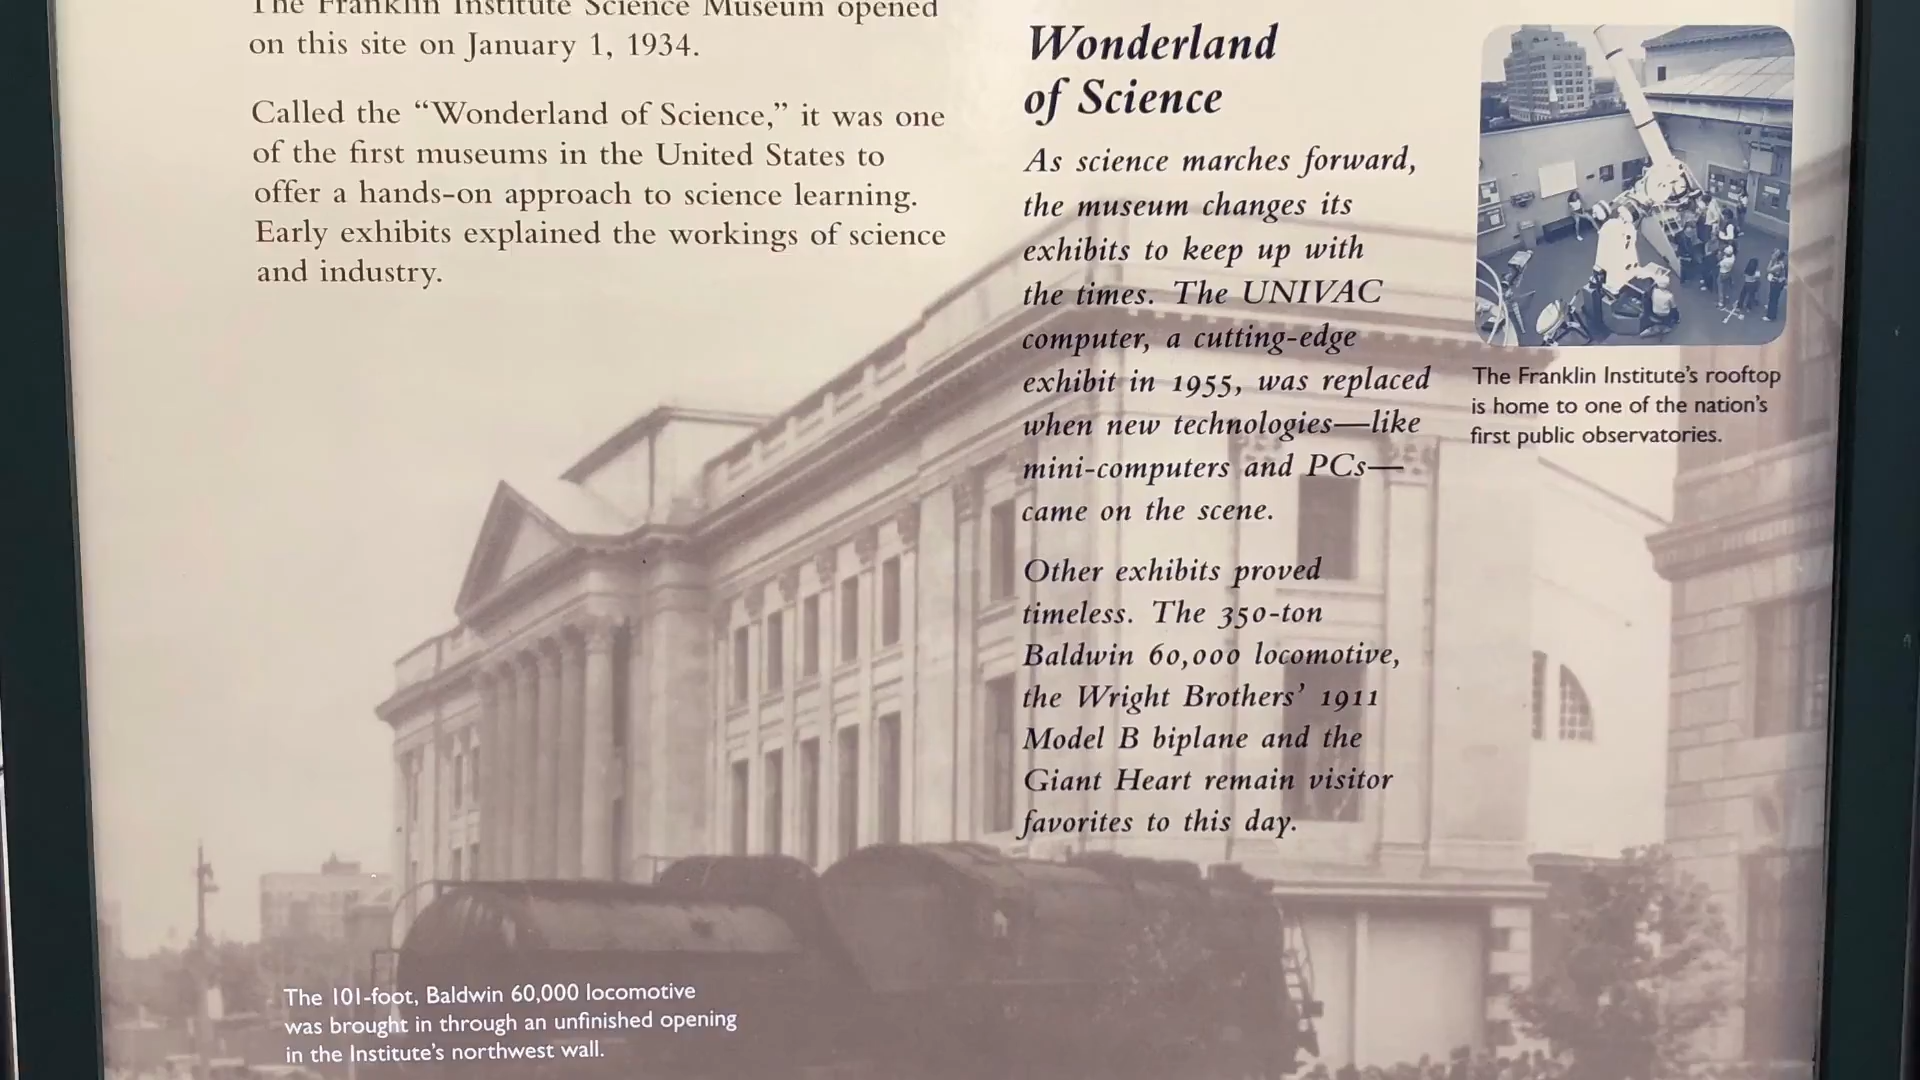 The Franklin Institute Science Museum opened
on this site on January 1, 1934.
Called the “Wonderland of Science,” it was one
of the first museums in the United States to
offer a hands-on approach to science learning.
Early exhibits explained the workings of science
and industry.
Wonderland
of Science
As science marches forward,
the museum changes its
exhibits to keep up with
the times. The UNIVAC
computer, a cutting-edge
exhibit in 1955, was replaced
when new technologies—like
mini-computers and PCs—
came on the scene.
Other exhibits proved
timeless. The 350-ton
Baldwin 60,000 locomotive,
the Wright Brothers’ 1911
Model B biplane and the
Giant Heart remain visitor
favorites to this day.
The Franklin Institute’s rooftop
is home to one of the nation’s
first public observatories.
The 101-foot, Baldwin 60,000 locomotive
was brought in through an unfinished opening
in the Institute’s northwest wall.